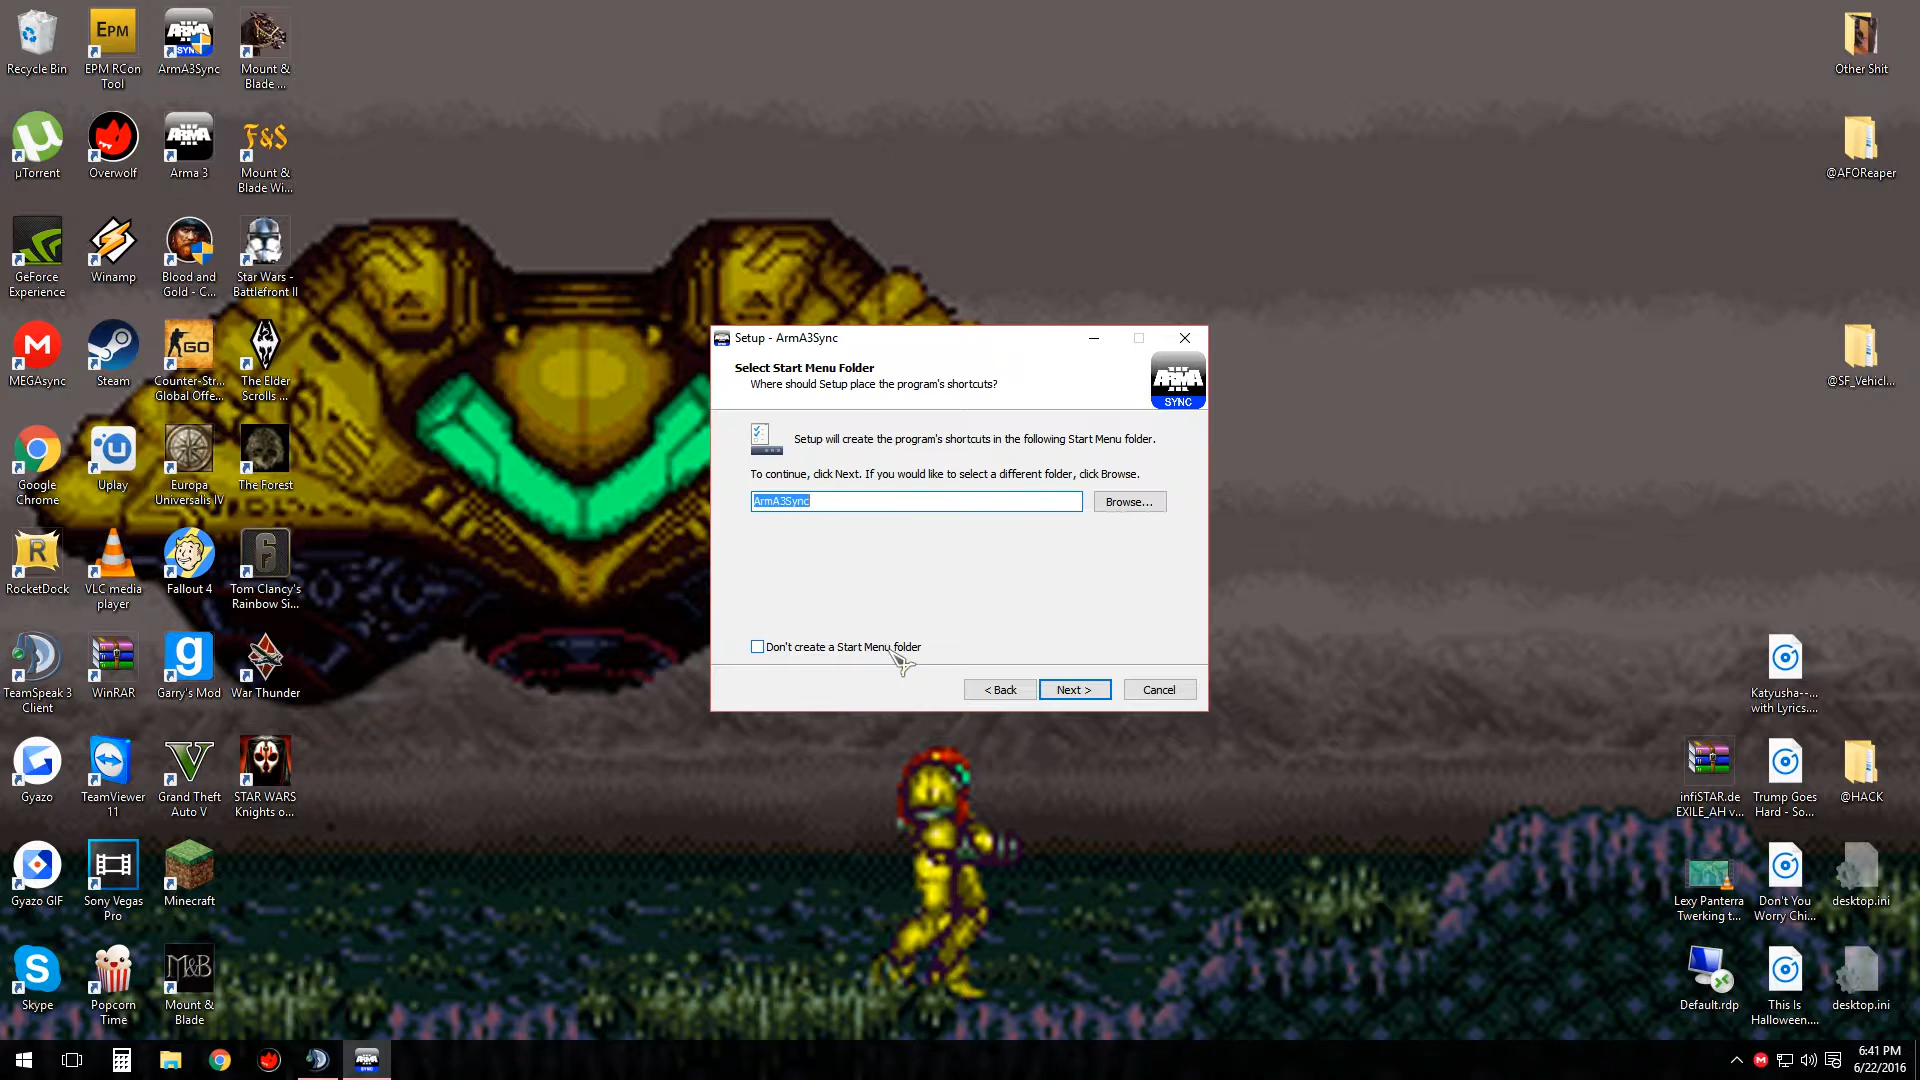 Recycle Bin
EPM
EPM RCon
Tool
ARMA
SYNC
ArmA3Sync
Mount &
Blade ...
Other Shit
µTorrent
Overwolf
ARMA
Arma 3
F&S
Mount &
Blade Wi...
@AFOReaper
GeForce
Experience
Winamp
Blood and
Gold - C...
Star Wars -
Battlefront II
MEGAsync
Steam
GO
Counter-Str...
Global Offe...
The Elder
Scrolls ...
@SF_Vehicl...
Google
Chrome
Uplay
Europa
Universalis IV
The Forest
RocketDock
VLC media
player
Fallout 4
Tom Clancy's
Rainbow Si...
TeamSpeak 3
Client
WinRAR
Garry's Mod
War Thunder
Gyazo
TeamViewer
11
Grand Theft
Auto V
STAR WARS
Knights o...
Gyazo GIF
Sony Vegas
Pro
Minecraft
Skype
Popcorn
Time
M&B
Mount &
Blade
Setup - ArmA3Sync
Select Start Menu Folder
Where should Setup place the program's shortcuts?
ARMA
SYNC
Setup will create the program's shortcuts in the following Start Menu folder.
To continue, click Next. If you would like to select a different folder, click Browse.
ArmA3Sync
Browse...
Don't create a Start Menu folder
< Back
Next >
Cancel
Katyusha--...
with Lyrics....
infiSTAR.de
EXILE_AH v...
Trump Goes
Hard - So...
@HACK
Lexy Panterra
Twerking t...
Don't You
Worry Chi...
desktop.ini
Default.rdp
This Is
Halloween....
desktop.ini
6:41 PM
6/22/2016